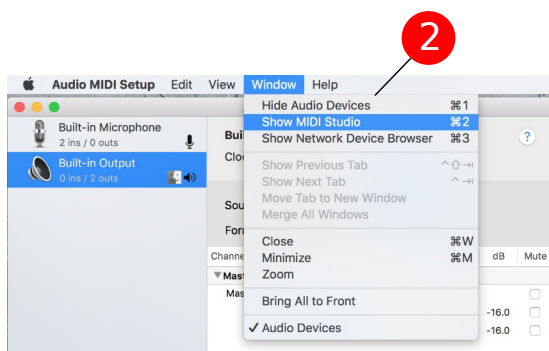 2
Audio MIDI Setup Edit View Window Help
Hide Audio Devices ⌘1
Show MIDI Studio ⌘2
Show Network Device Browser ⌘3
Show Previous Tab ^⇧⇥
Show Next Tab ^⇥
Move Tab to New Window
Merge All Windows
Close ⌘W
Minimize ⌘M
Zoom
Bring All to Front
✓ Audio Devices
Built-in Microphone
2 ins / 0 outs
Built-in Output
0 ins / 2 outs
?
dB Mute
-16.0
-16.0